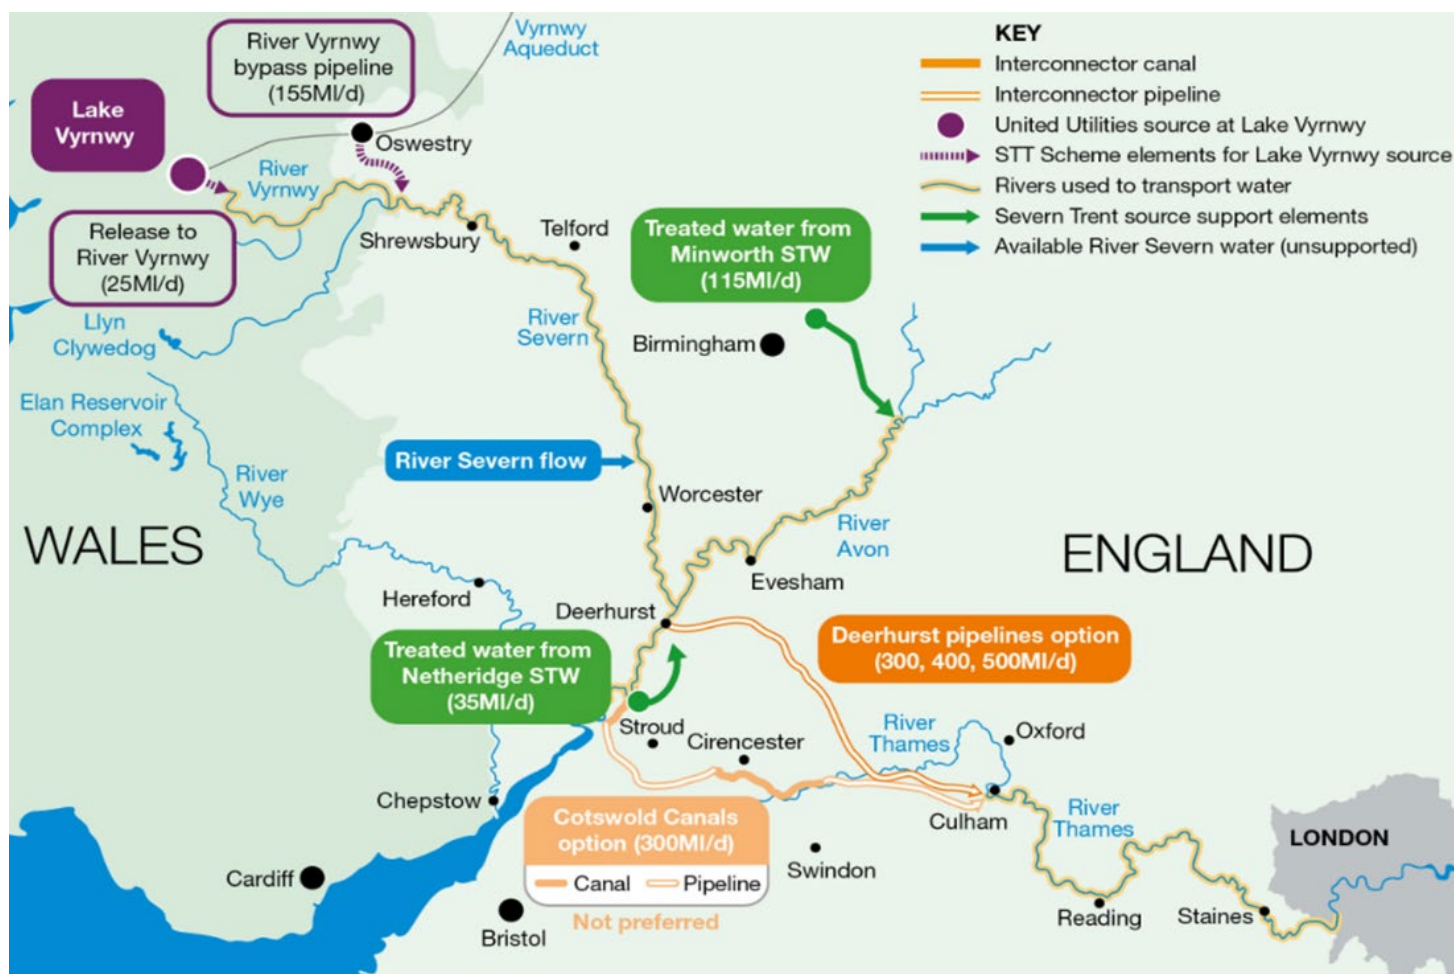 River Vyrnwy
bypass pipeline
(155Ml/d)
Vyrnwy
Aqueduct
KEY
Interconnector canal
Interconnector pipeline
United Utilities source at Lake Vyrnwy
STT Scheme elements for Lake Vyrnwy source
Rivers used to transport water
Severn Trent source support elements
Available River Severn water (unsupported)
Lake
Vyrnwy
Oswestry
River
Vyrnwy
Release to
River Vyrnwy
(25Ml/d)
Shrewsbury
Telford
Treated water from
Minworth STW
(115Ml/d)
Llyn
Clywedog
River
Severn
Birmingham
Elan Reservoir
Complex
River
Wye
River Severn flow
Worcester
River
Avon
WALES
ENGLAND
Evesham
Hereford
Deerhurst
Treated water from
Netheridge STW
(35Ml/d)
Deerhurst pipelines option
(300, 400, 500Ml/d)
Stroud
Cirencester
River
Thames
Oxford
Chepstow
Cotswold Canals
option (300Ml/d)
Canal
Pipeline
Not preferred
Culham
River
Thames
LONDON
Swindon
Cardiff
Bristol
Reading
Staines